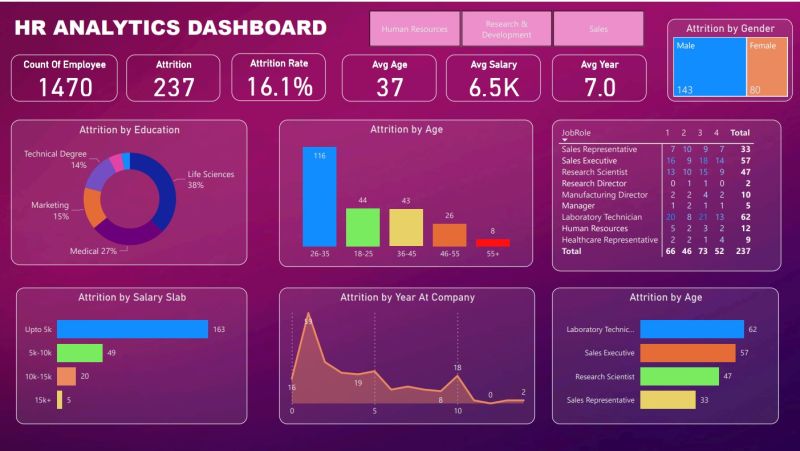 HR ANALYTICS DASHBOARD
Human Resources
Research &
Development
Sales
Count Of Employee
1470
Attrition
237
Attrition Rate
16.1%
Avg Age
37
Avg Salary
6.5K
Avg Year
7.0
Attrition by Gender
Male
Female
143
80
Attrition by Education
Technical Degree
14%
Life Sciences
38%
Marketing
15%
Medical 27%
Attrition by Age
116
44
43
26
8
26-35
18-25
36-45
46-55
55+
JobRole 1 2 3 4 Total
Sales Representative 7 10 9 7 33
Sales Executive 16 9 18 14 57
Research Scientist 13 10 15 9 47
Research Director 0 1 1 0 2
Manufacturing Director 2 2 4 2 10
Manager 1 2 1 1 5
Laboratory Technician 20 8 21 13 62
Human Resources 5 2 3 2 12
Healthcare Representative 2 2 1 4 9
Total 66 46 73 52 237
Attrition by Salary Slab
Upto 5k 163
5k-10k 49
10k-15k 20
15k+ 5
Attrition by Year At Company
59
16
19
8
18
0
2
0
5
10
Attrition by Age
Laboratory Technic... 62
Sales Executive 57
Research Scientist 47
Sales Representative 33